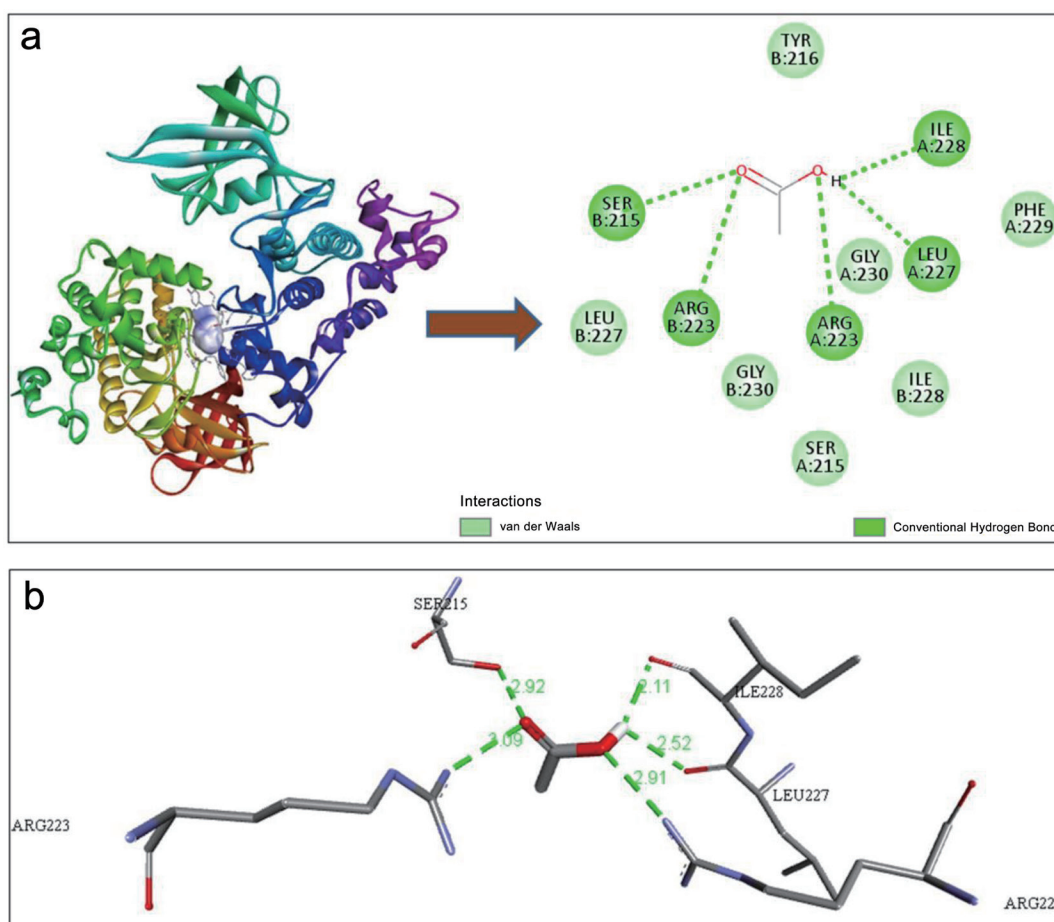 a
TYR
B:216
ILE
A:228
O
O
H
SER
B:215
PHE
A:229
GLY
A:230
LEU
A:227
ARG
B:223
ARG
A:223
LEU
B:227
GLY
B:230
ILE
B:228
SER
A:215
Interactions
van der Waals
Conventional Hydrogen Bond
b
SER215
2.92
2.11
ILE228
3.09
2.52
2.91
LEU227
ARG223
ARG22